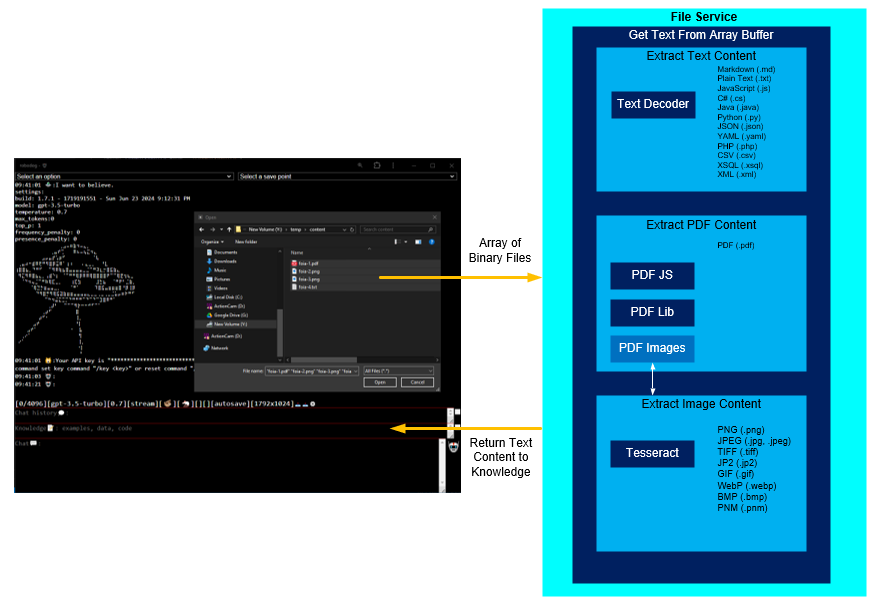 File Service
Get Text From Array Buffer
Extract Text Content
Text Decoder
Markdown (.md)
Plain Text (.txt)
JavaScript (.js)
C# (.cs)
Java (.java)
Python (.py)
JSON (.json)
YAML (.yaml)
PHP (.php)
CSV (.csv)
XSQL (.xsql)
XML (.xml)
Extract PDF Content
PDF (.pdf)
PDF JS
PDF Lib
PDF Images
Extract Image Content
Tesseract
PNG (.png)
JPEG (.jpg, .jpeg)
TIFF (.tiff)
JP2 (.jp2)
GIF (.gif)
WebP (.webp)
BMP (.bmp)
PNM (.pnm)
Array of
Binary Files
Return Text
Content to
Knowledge
Select an option
Select a save point
09:41:01 :I want to believe.
settings:
build: 1.7.1 - 1719191551 - Sun Jun 23 2024 9:12:31 PM
model: gpt-3.5-turbo
temperature: 0.7
max_tokens:0
top_p: 1
frequency_penalty: 0
presence_penalty: 0
Open
New Volume (Y:) › temp › content
Search content
Organize
New folder
Documents
Downloads
Music
Pictures
Videos
Local Disk (C:)
ActionCam (D:)
Google Drive (G:)
New Volume (Y:)
ActionCam (D:)
Network
Name
foia-1.pdf
foia-2.png
foia-3.png
foia-4.txt
File name:
"foia-1.pdf" "foia-2.png" "foia-3.png" "foia
All Files (*.*)
Open
Cancel
09:41:01 :Your API key is "
command set key command "/key <key>" or reset command "
09:41:03 :
09:41:21 :
[0/4096][gpt-3.5-turbo][0.7][stream][][][][][autosave][1792x1024]
Chat history :
Knowledge : examples, data, code
Chat :